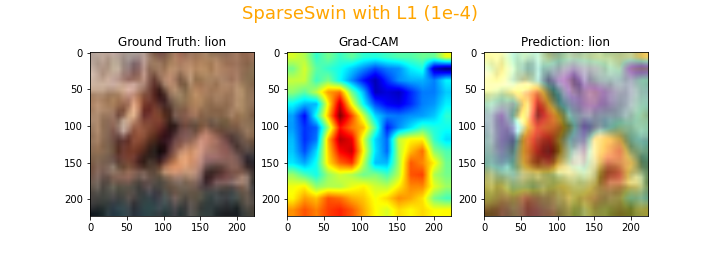 SparseSwin with L1 (1e-4)
Ground Truth: lion Grad-CAM Prediction: lion
0 0 0
50 50 50
100 100 100
150 150 150
200 200 200
0 50 100 150 200 0 50 100 150 200 0 50 100 150 200